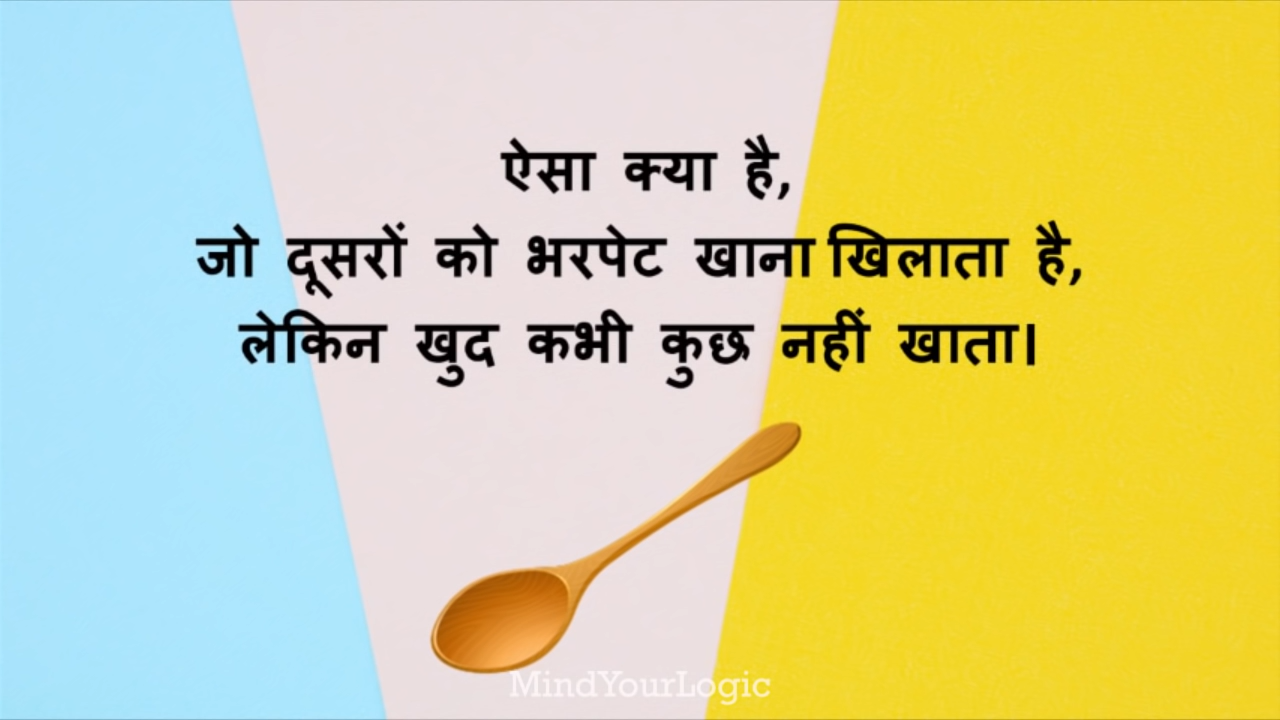 ऐसा क्या है,
जो दूसरों को भरपेट खाना खिलाता है,
लेकिन खुद कभी कुछ नहीं खाता।
MindYourLogic